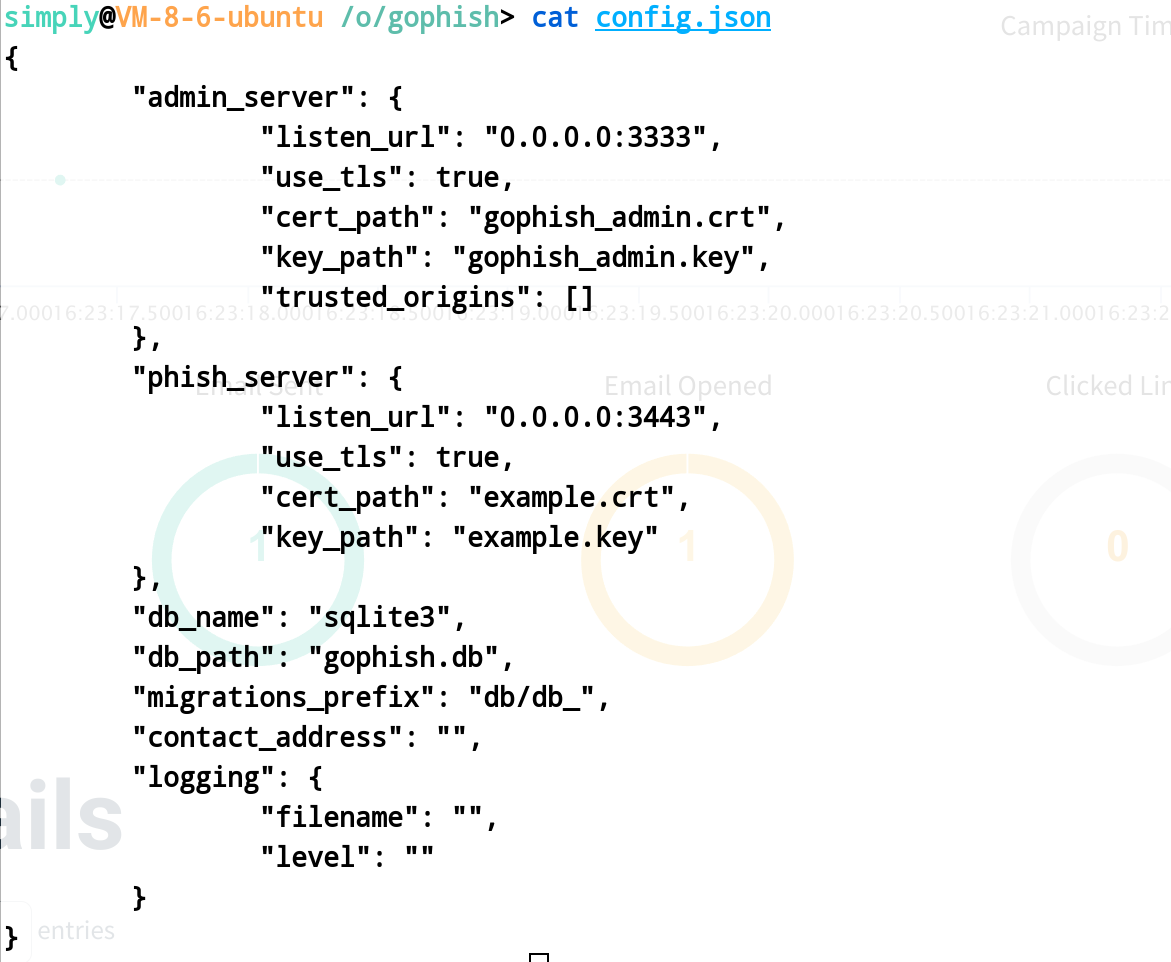 simply@VM-8-6-ubuntu /o/gophish> cat config.json
Campaign Tim
{
"admin_server": {
"listen_url": "0.0.0.0:3333",
"use_tls": true,
"cert_path": "gophish_admin.crt",
"key_path": "gophish_admin.key",
"trusted_origins": []
7.00016:23:17.50016:23:18.00016:23:18.50016:23:19.00016:23:19.50016:23:20.00016:23:20.50016:23:21.00016:23:2
},
"phish_server": {
Email Sent
Email Opened
Clicked Lin
"listen_url": "0.0.0.0:3443",
"use_tls": true,
"cert_path": "example.crt",
"key_path": "example.key"
1
1
0
},
"db_name": "sqlite3",
"db_path": "gophish.db",
"migrations_prefix": "db/db_",
"contact_address": "",
"logging": {
"filename": "",
ails
"level": ""
}
entries
}